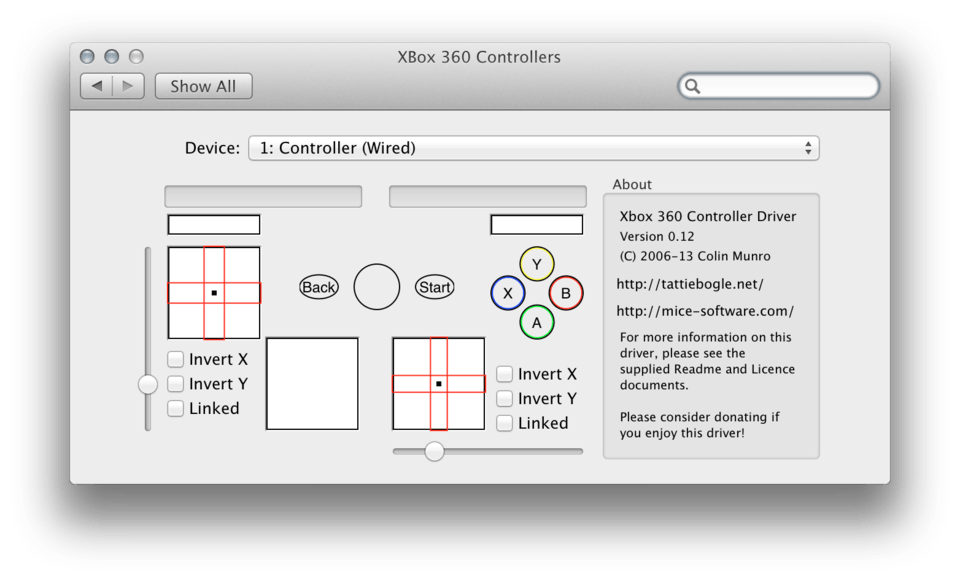 XBox 360 Controllers
Show All
Device: 1: Controller (Wired)
Back
Start
Y
X
B
A
Invert X
Invert Y
Linked
Invert X
Invert Y
Linked
About
Xbox 360 Controller Driver
Version 0.12
(C) 2006-13 Colin Munro
http://tattiebogle.net/
http://mice-software.com/
For more information on this
driver, please see the
supplied Readme and Licence
documents.
Please consider donating if
you enjoy this driver!